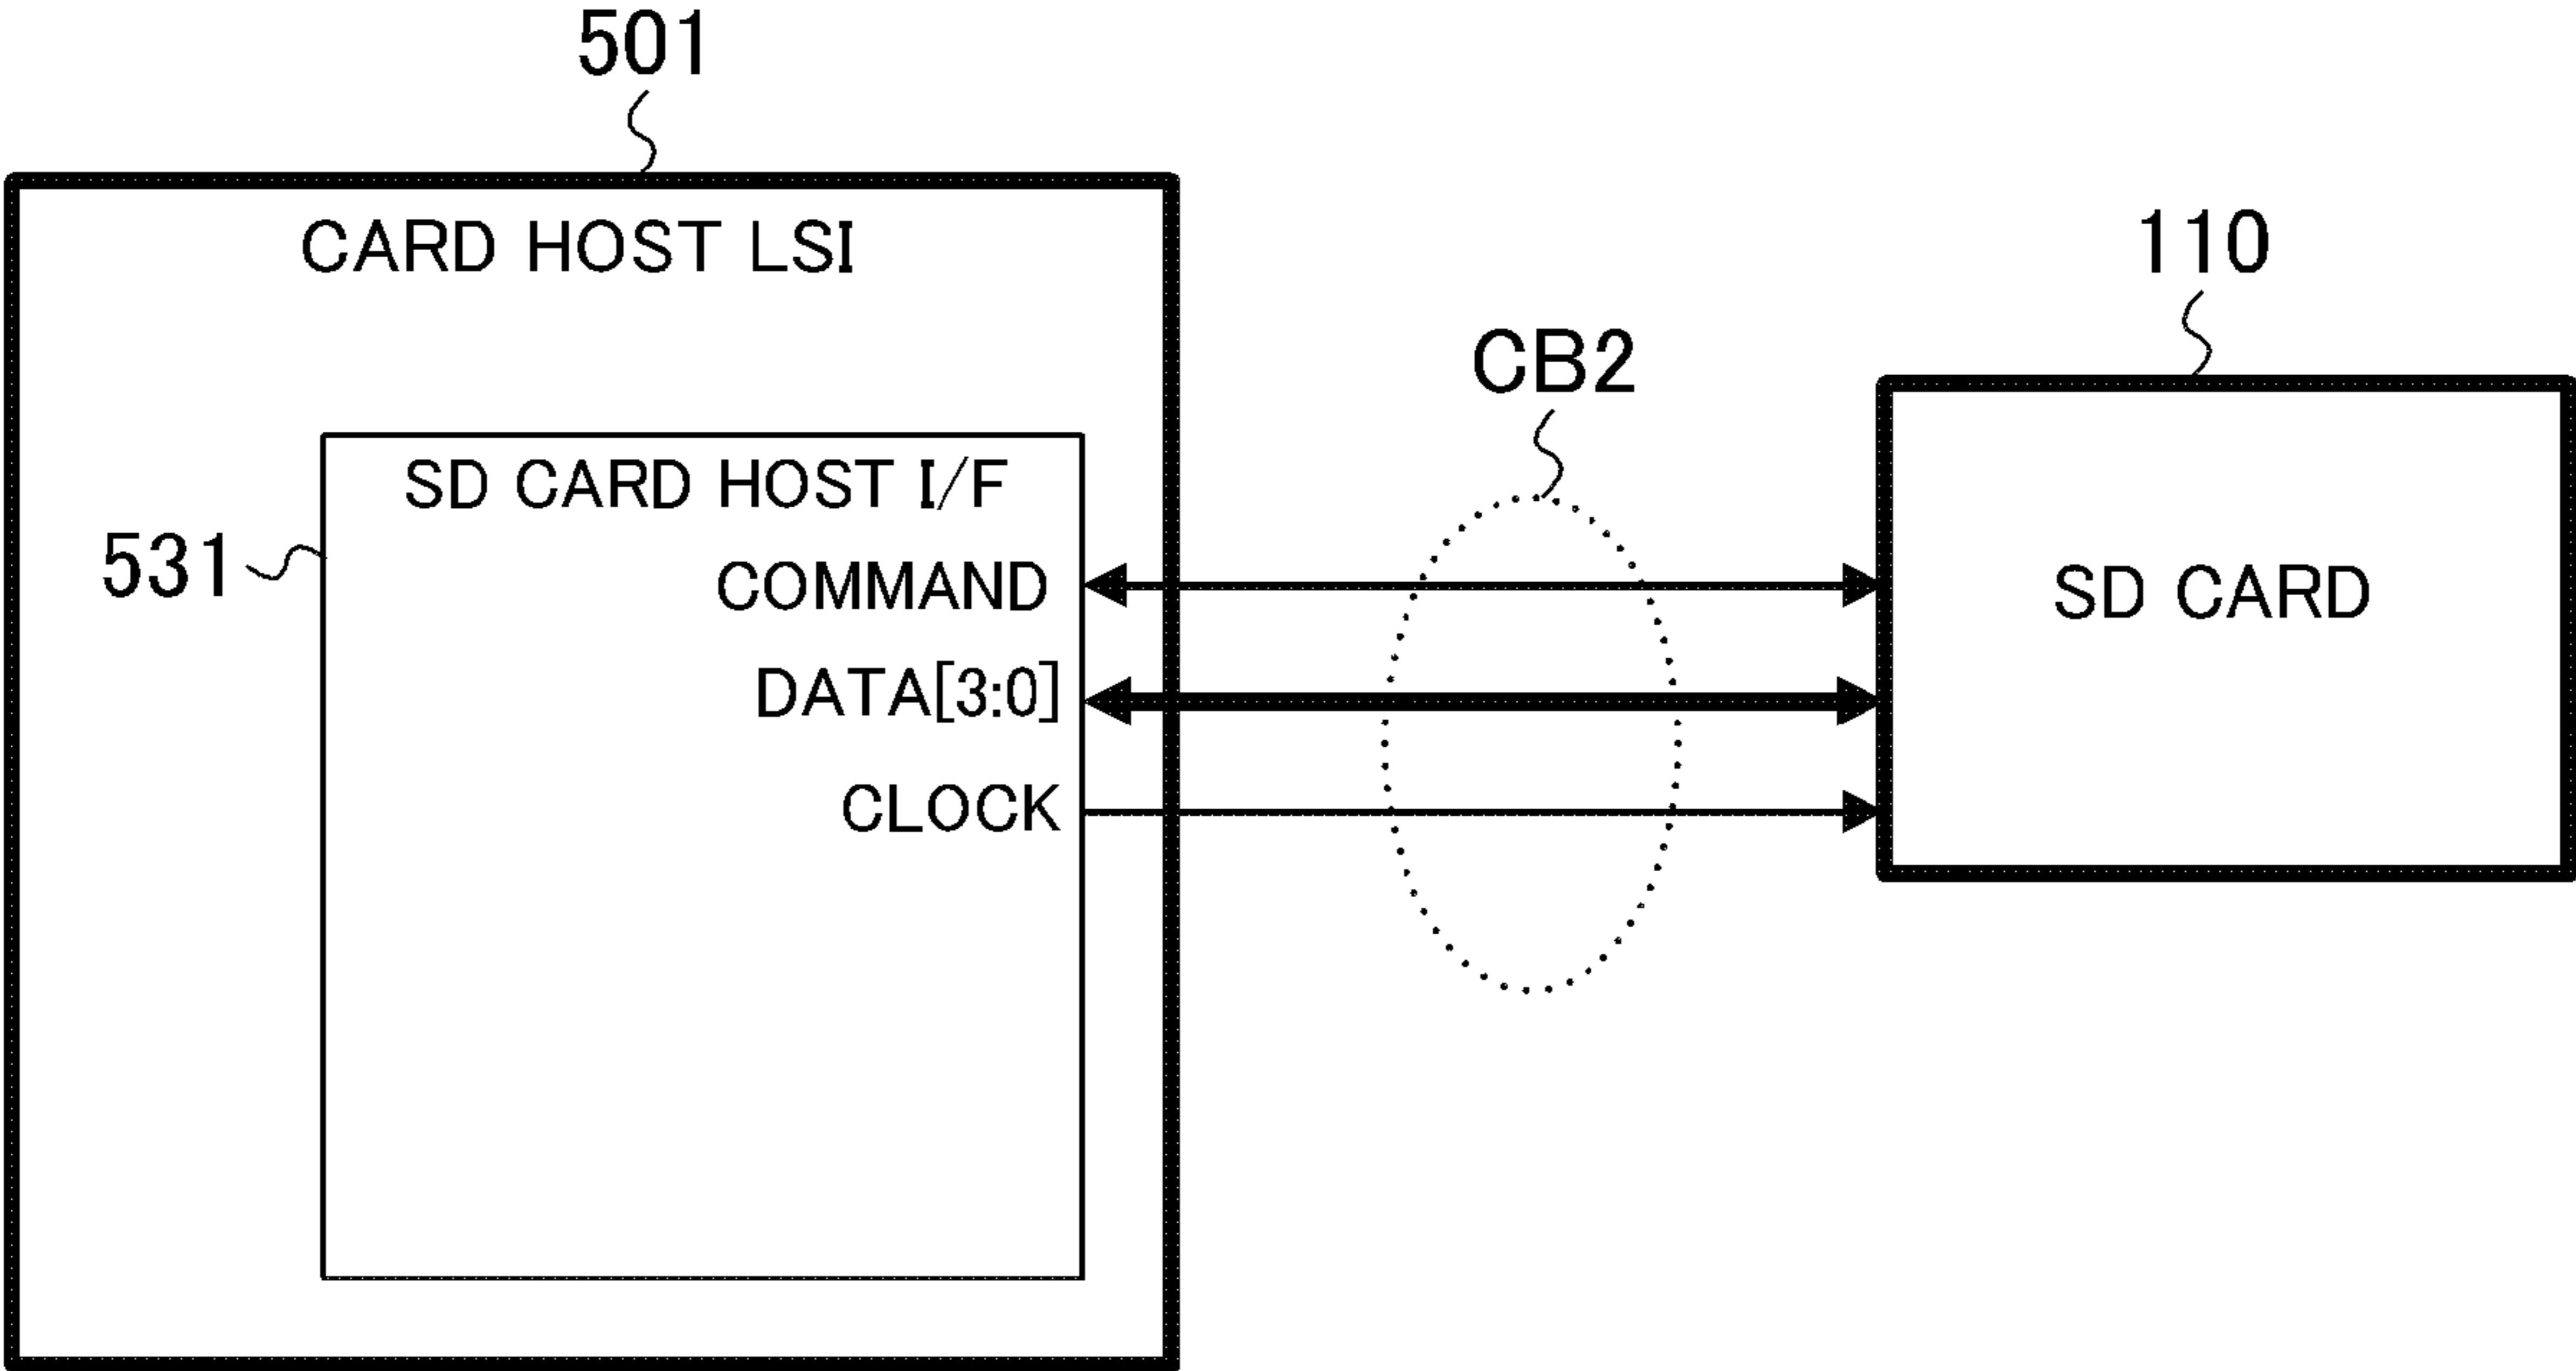 501
CARD HOST LSI
110
CB2
SD CARD HOST I/F
531
COMMAND
SD CARD
DATA[3:0]
CLOCK